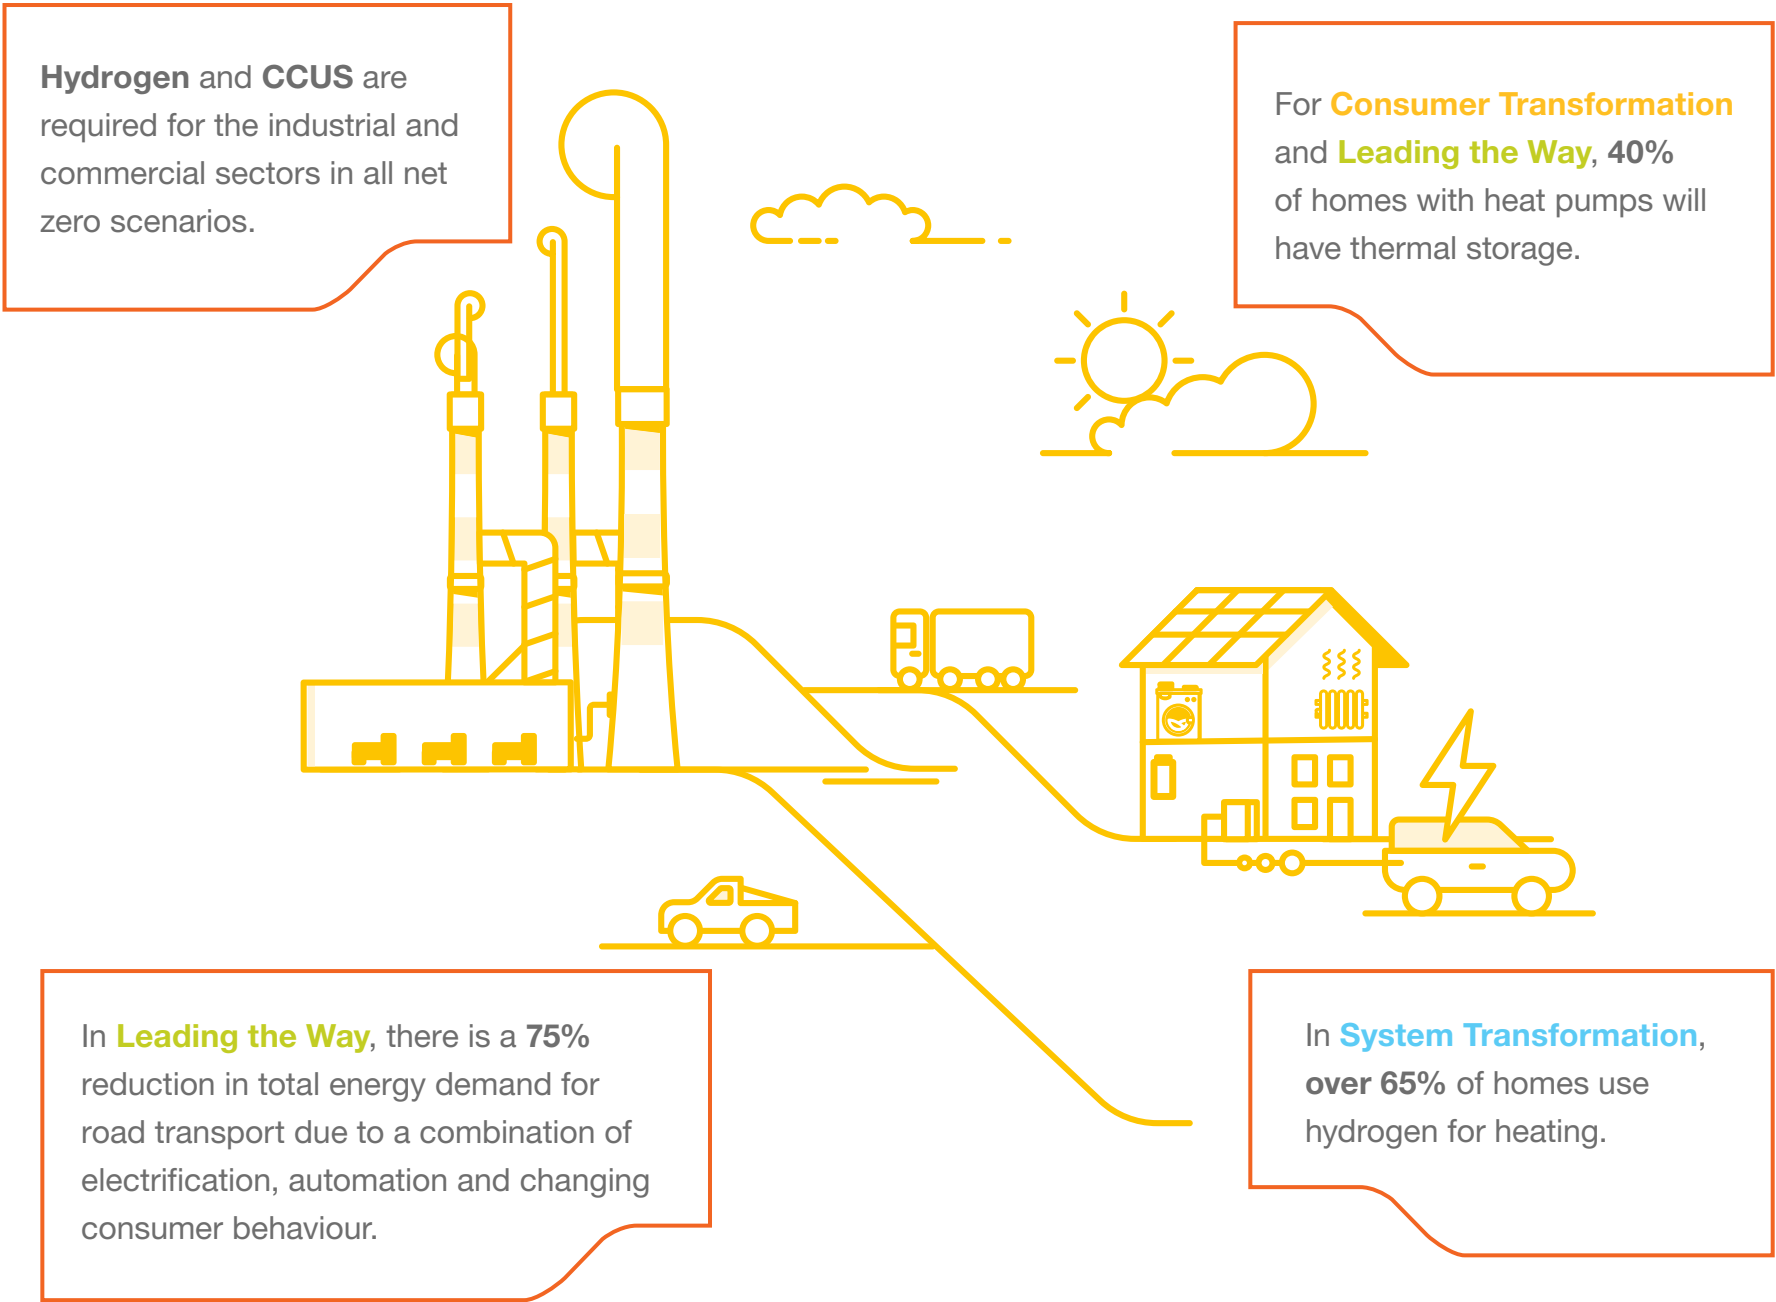 Hydrogen and CCUS are
required for the industrial and
commercial sectors in all net
zero scenarios.
For Consumer Transformation
and Leading the Way, 40%
of homes with heat pumps will
have thermal storage.
In Leading the Way, there is a 75%
reduction in total energy demand for
road transport due to a combination of
electrification, automation and changing
consumer behaviour.
In System Transformation,
over 65% of homes use
hydrogen for heating.